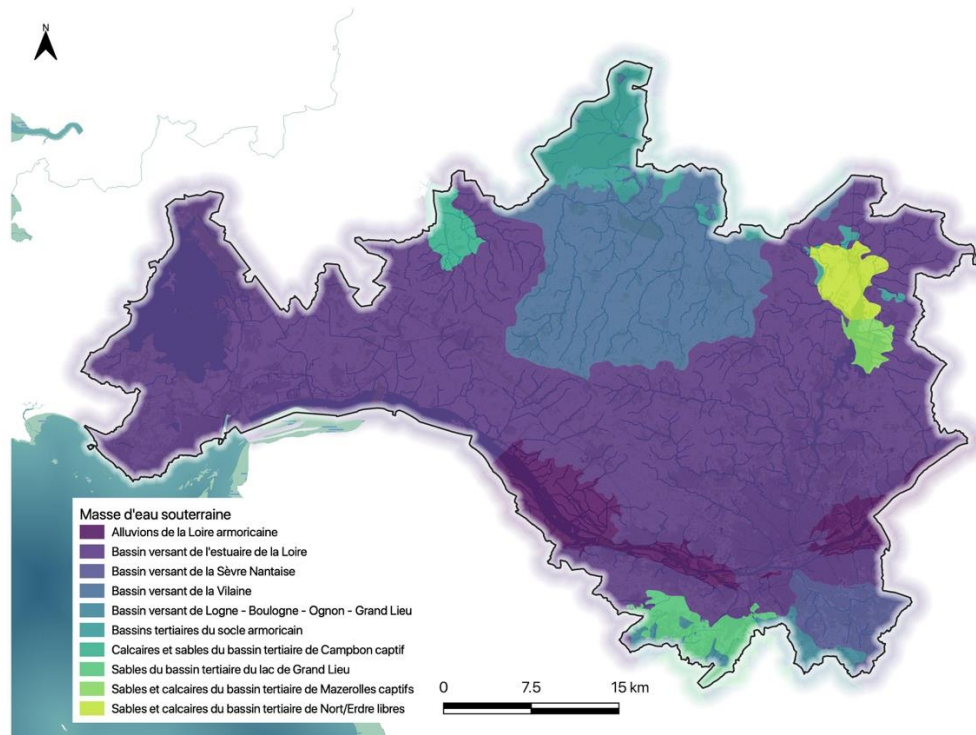 N
Masse d'eau souterraine
Alluvions de la Loire armoricaine
Bassin versant de l'estuaire de la Loire
Bassin versant de la Sèvre Nantaise
Bassin versant de la Vilaine
Bassin versant de Logne - Boulogne - Ognon - Grand Lieu
Bassins tertiaires du socle armoricain
Calcaires et sables du bassin tertiaire de Campbon captif
Sables du bassin tertiaire du lac de Grand Lieu
Sables et calcaires du bassin tertiaire de Mazerolles captifs
Sables et calcaires du bassin tertiaire de Nort/Erdre libres
0 7.5 15 km